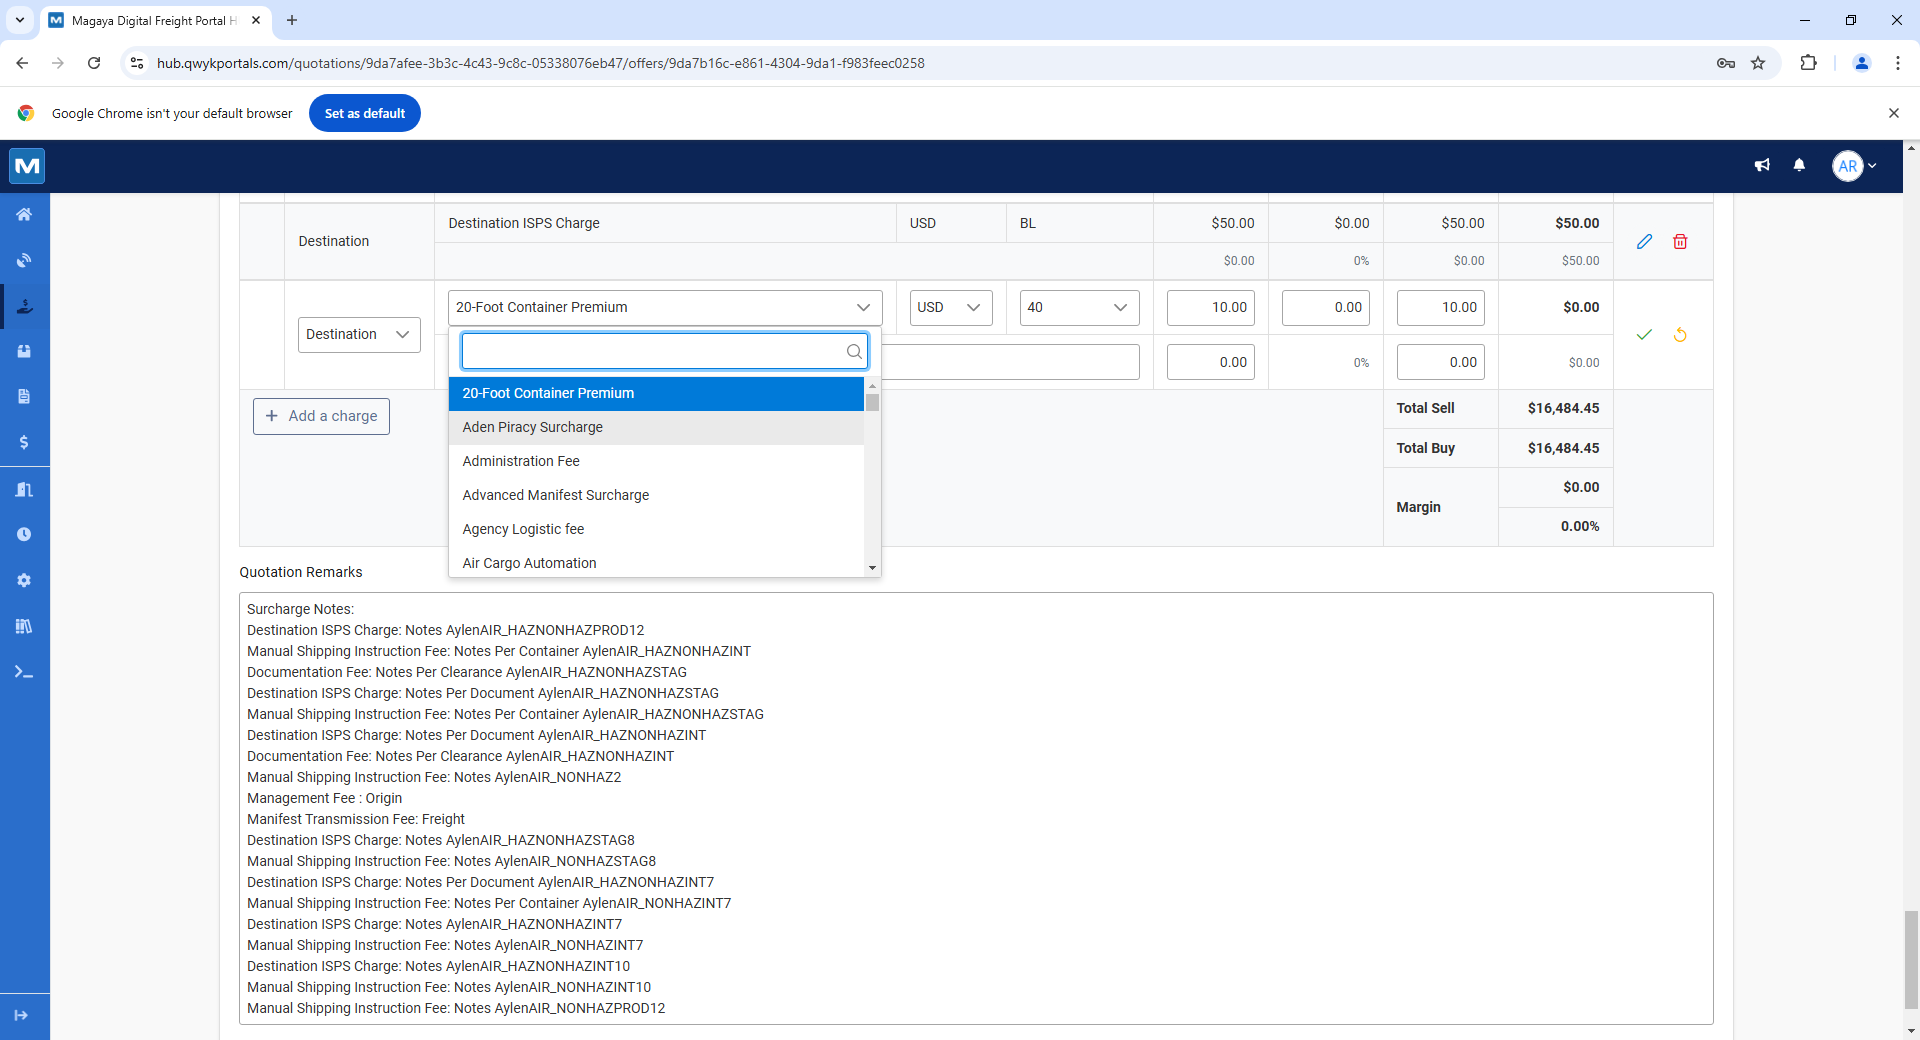 Magaya Digital Freight Portal H
hub.qwykportals.com/quotations/9da7afee-3b3c-4c43-9c8c-05338076eb47/offers/9da7b16c-e861-4304-9da1-f983feec0258
Google Chrome isn't your default browser
Set as default
M
AR
Destination
Destination ISPS Charge
USD
BL
$50.00
$0.00
$50.00
$50.00
$0.00
0%
$0.00
$50.00
Destination
20-Foot Container Premium
USD
40
10.00
0.00
10.00
$0.00
0.00
0%
0.00
$0.00
20-Foot Container Premium
Aden Piracy Surcharge
Administration Fee
Advanced Manifest Surcharge
Agency Logistic fee
Air Cargo Automation
+ Add a charge
Total Sell
$16,484.45
Total Buy
$16,484.45
Margin
$0.00
0.00%
Quotation Remarks
Surcharge Notes:
Destination ISPS Charge: Notes AylenAIR_HAZNONHAZPROD12
Manual Shipping Instruction Fee: Notes Per Container AylenAIR_HAZNONHAZINT
Documentation Fee: Notes Per Clearance AylenAIR_HAZNONHAZSTAG
Destination ISPS Charge: Notes Per Document AylenAIR_HAZNONHAZSTAG
Manual Shipping Instruction Fee: Notes Per Container AylenAIR_HAZNONHAZSTAG
Destination ISPS Charge: Notes Per Document AylenAIR_HAZNONHAZINT
Documentation Fee: Notes Per Clearance AylenAIR_HAZNONHAZINT
Manual Shipping Instruction Fee: Notes AylenAIR_NONHAZ2
Management Fee : Origin
Manifest Transmission Fee: Freight
Destination ISPS Charge: Notes AylenAIR_HAZNONHAZSTAG8
Manual Shipping Instruction Fee: Notes AylenAIR_NONHAZSTAG8
Destination ISPS Charge: Notes Per Document AylenAIR_HAZNONHAZINT7
Manual Shipping Instruction Fee: Notes Per Container AylenAIR_NONHAZINT7
Destination ISPS Charge: Notes AylenAIR_HAZNONHAZINT7
Manual Shipping Instruction Fee: Notes AylenAIR_NONHAZINT7
Destination ISPS Charge: Notes AylenAIR_HAZNONHAZINT10
Manual Shipping Instruction Fee: Notes AylenAIR_NONHAZINT10
Manual Shipping Instruction Fee: Notes AylenAIR_NONHAZPROD12